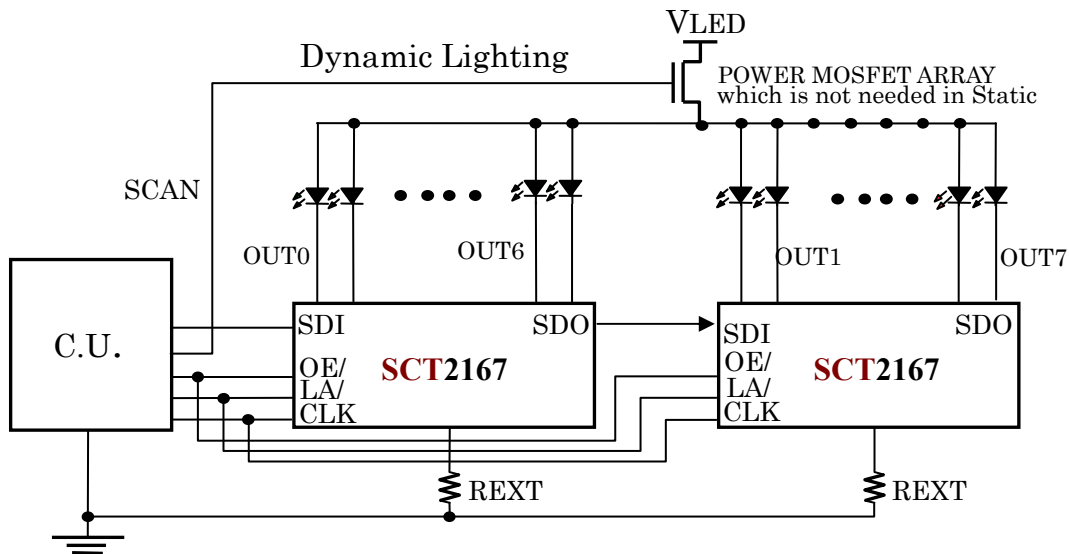 VLED
Dynamic Lighting
POWER MOSFET ARRAY
which is not needed in Static
SCAN
OUT0
OUT6
OUT1
OUT7
C.U.
SDI
SDO
OE/
LA/
CLK
SCT2167
SDI
SDO
OE/
LA/
CLK
SCT2167
REXT
REXT